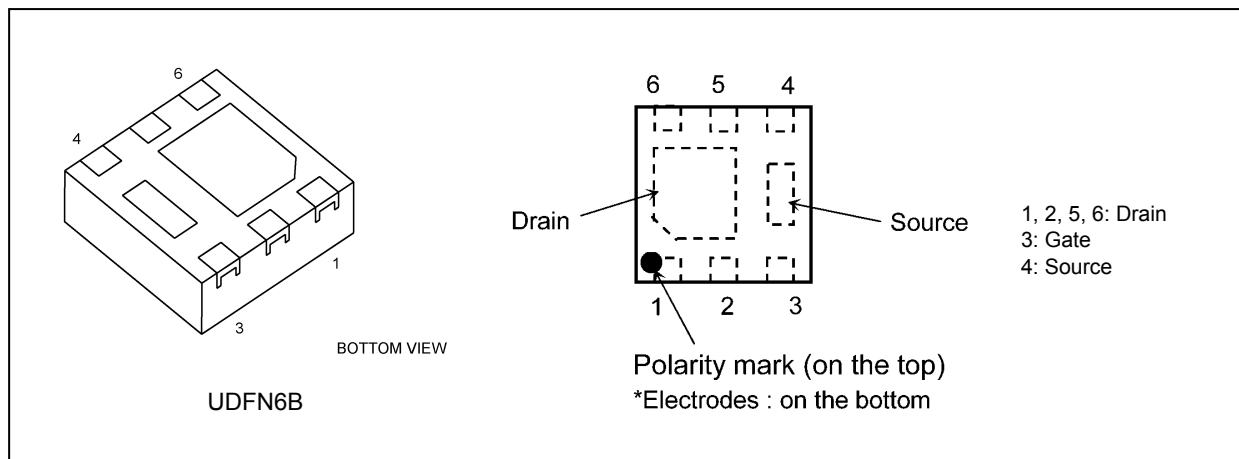 6
4
1
3
BOTTOM VIEW
UDFN6B
6 5 4
Drain
Source
1 2 3
Polarity mark (on the top)
*Electrodes : on the bottom
1, 2, 5, 6: Drain
3: Gate
4: Source